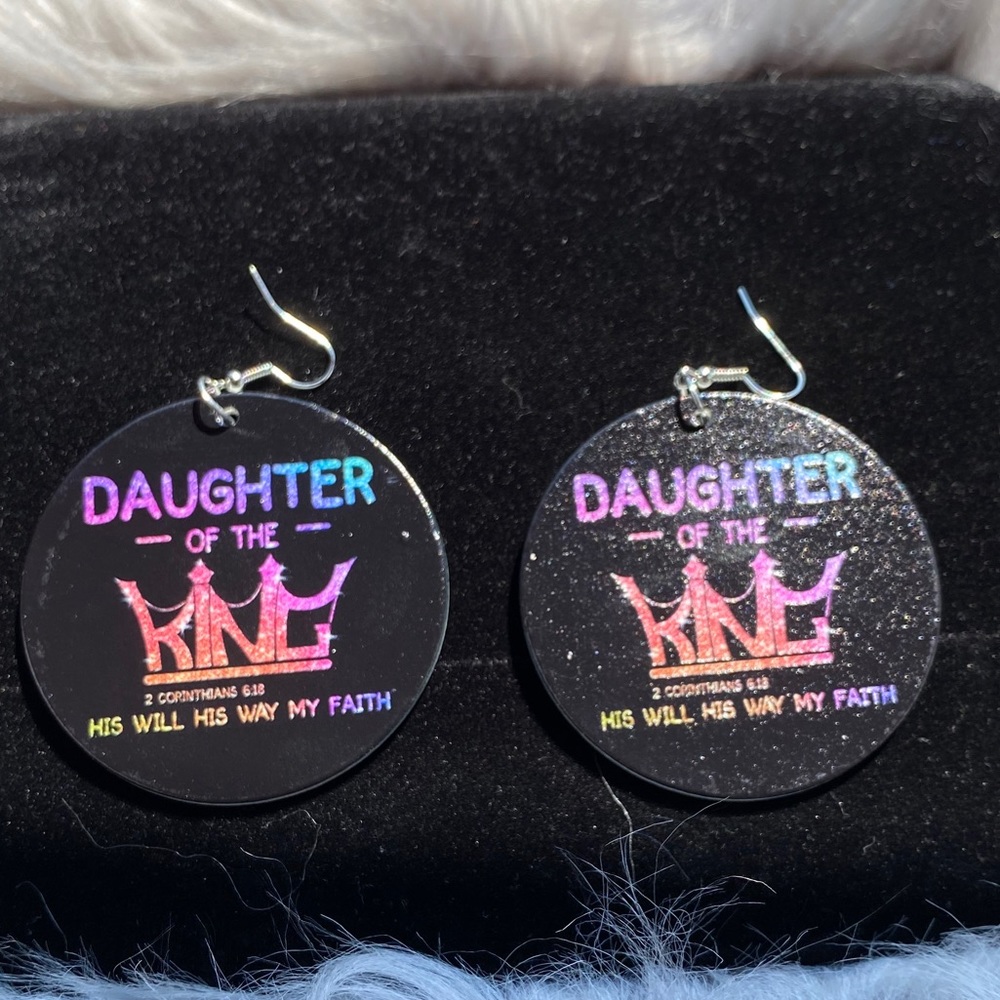 DAUGHTER
— OF THE —
KING
2 CORINTHIANS 6:18
HIS WILL HIS WAY MY FAITH
DAUGHTER
— OF THE —
KING
2 CORINTHIANS 6:18
HIS WILL HIS WAY MY FAITH